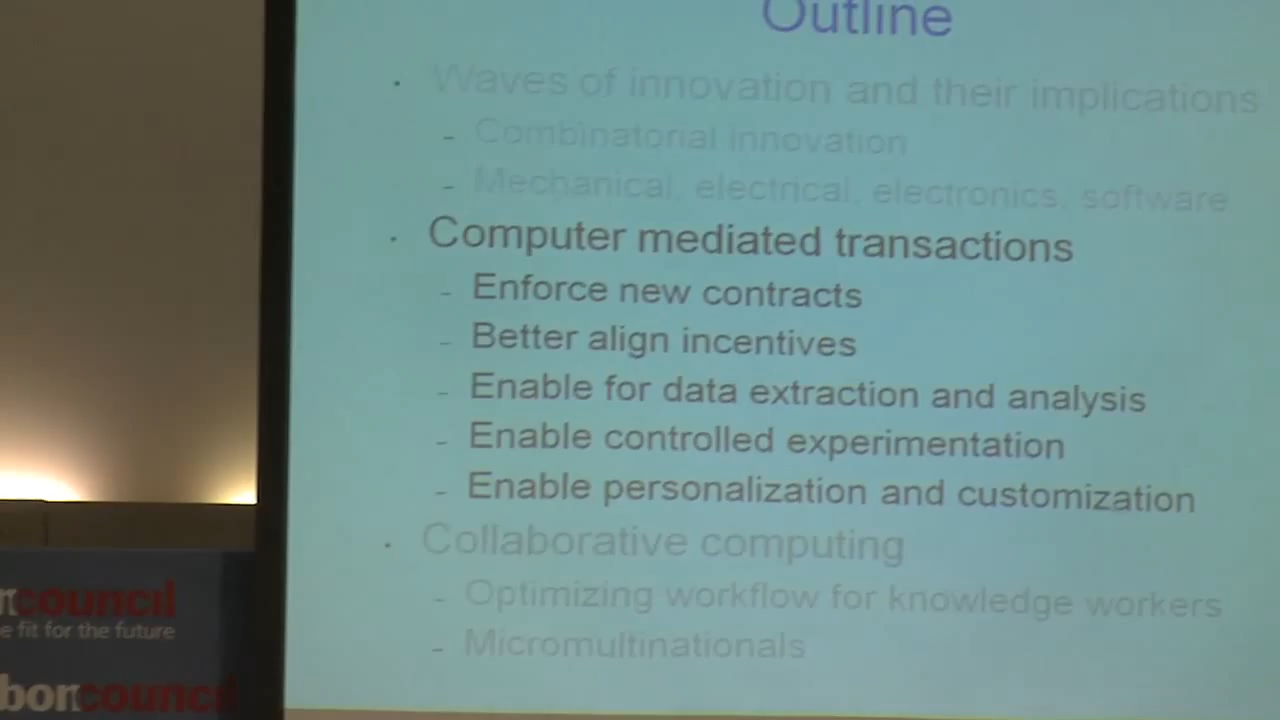 Outline
· Waves of innovation and their implications
- Combinatorial innovation
- Mechanical, electrical, electronics, software
· Computer mediated transactions
- Enforce new contracts
- Better align incentives
- Enable for data extraction and analysis
- Enable controlled experimentation
- Enable personalization and customization
· Collaborative computing
- Optimizing workflow for knowledge workers
- Micromultinationals
council
e fit for the future
boncouncil